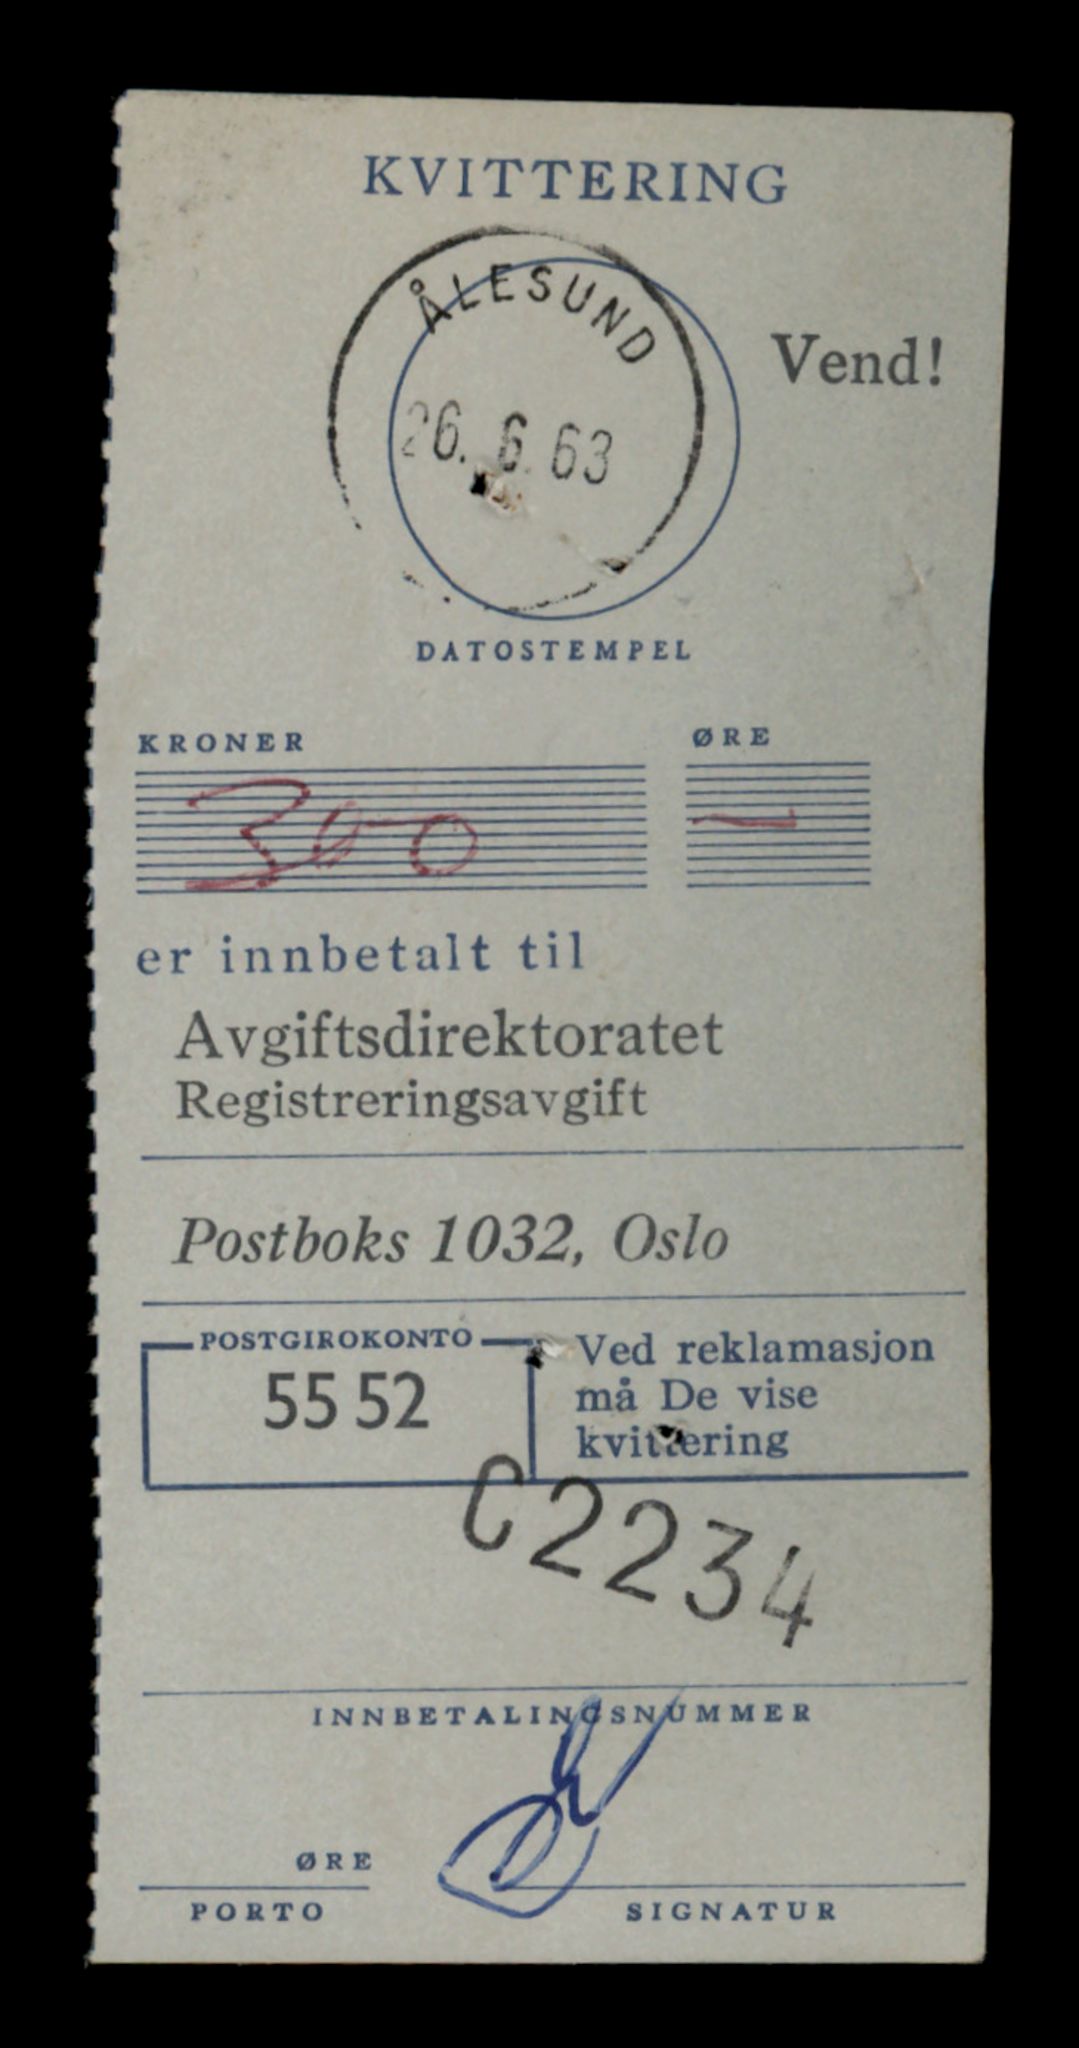 KVITTERING
ÅLESUND
Vend!
26. 6. 63
DATOSTEMPEL
KRONER ØRE
300 —
er innbetalt til
Avgiftsdirektoratet
Registreringsavgift
Postboks 1032, Oslo
POSTGIROKONTO
55 52
Ved reklamasjon
må De vise
kvittering
C2234
INNBETALINGSNUMMER
ØRE
PORTO SIGNATUR